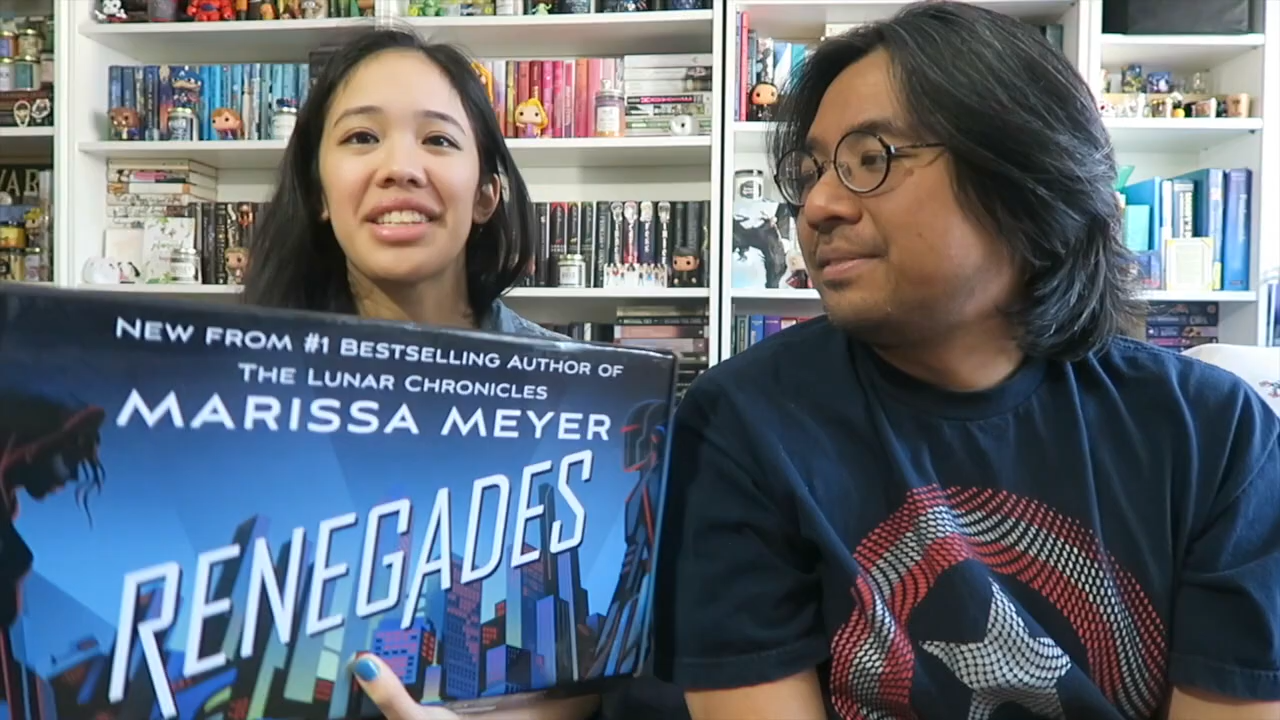 NEW FROM #1 BESTSELLING AUTHOR OF
THE LUNAR CHRONICLES
MARISSA MEYER
RENEGADES